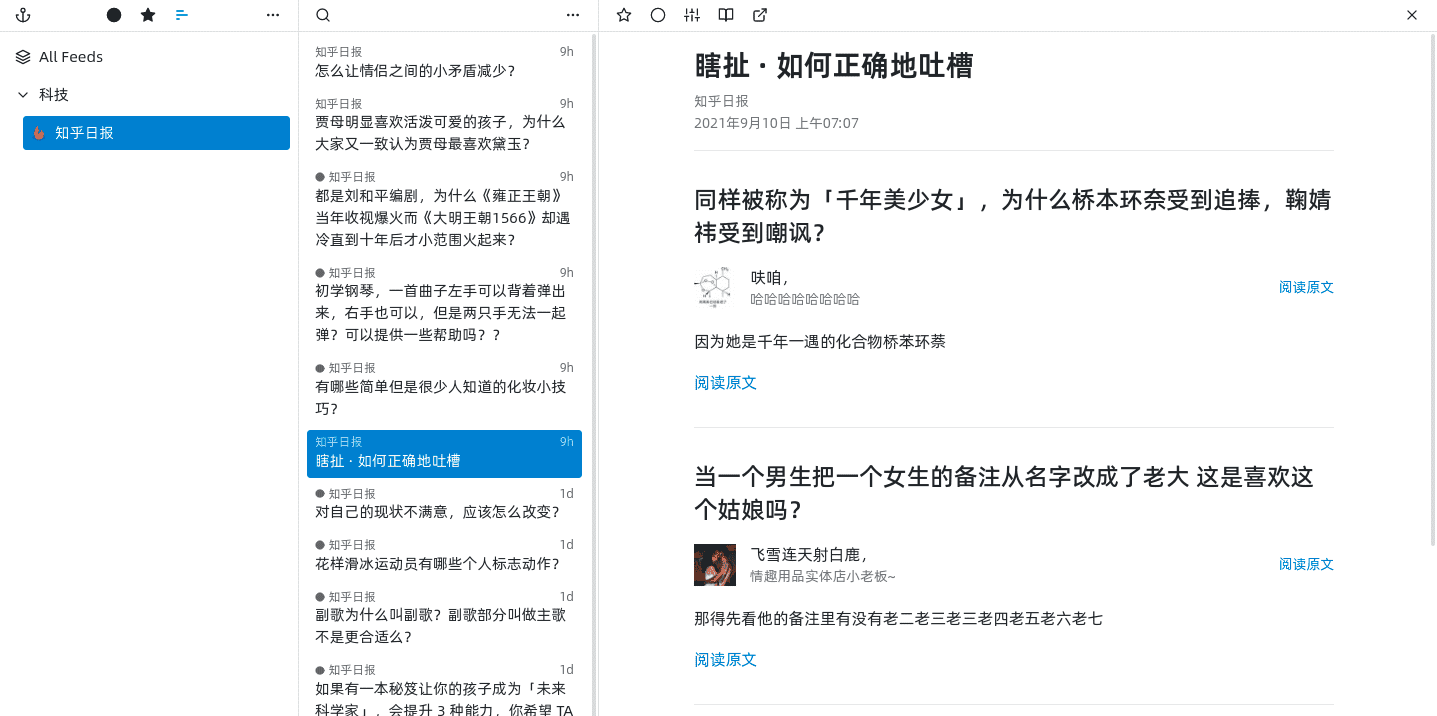 All Feeds
科技
知乎日报
知乎日报 9h
怎么让情侣之间的小矛盾减少？
知乎日报 9h
贾母明显喜欢活泼可爱的孩子，为什么
大家又一致认为贾母最喜欢黛玉？
知乎日报 9h
都是刘和平编剧，为什么《雍正王朝》
当年收视爆火而《大明王朝1566》却遇
冷直到十年后才小范围火起来？
知乎日报 9h
初学钢琴，一首曲子左手可以背着弹出
来，右手也可以，但是两只手无法一起
弹？可以提供一些帮助吗？？
知乎日报 9h
有哪些简单但是很少人知道的化妆小技
巧？
知乎日报 9h
瞎扯 · 如何正确地吐槽
知乎日报 1d
对自己的现状不满意，应该怎么改变？
知乎日报 1d
花样滑冰运动员有哪些个人标志动作？
知乎日报 1d
副歌为什么叫副歌？副歌部分叫做主歌
不是更合适么？
知乎日报 1d
如果有一本秘笈让你的孩子成为「未来
科学家」，会提升 3 种能力，你希望 TA
瞎扯 · 如何正确地吐槽
知乎日报
2021年9月10日 上午07:07
同样被称为「千年美少女」，为什么桥本环奈受到追捧，鞠婧
祎受到嘲讽？
呋咱，
哈哈哈哈哈哈哈哈
阅读原文
因为她是千年一遇的化合物桥苯环萘
阅读原文
当一个男生把一个女生的备注从名字改成了老大 这是喜欢这
个姑娘吗？
飞雪连天射白鹿，
情趣用品实体店小老板~
阅读原文
那得先看他的备注里有没有老二老三老三老四老五老六老七
阅读原文